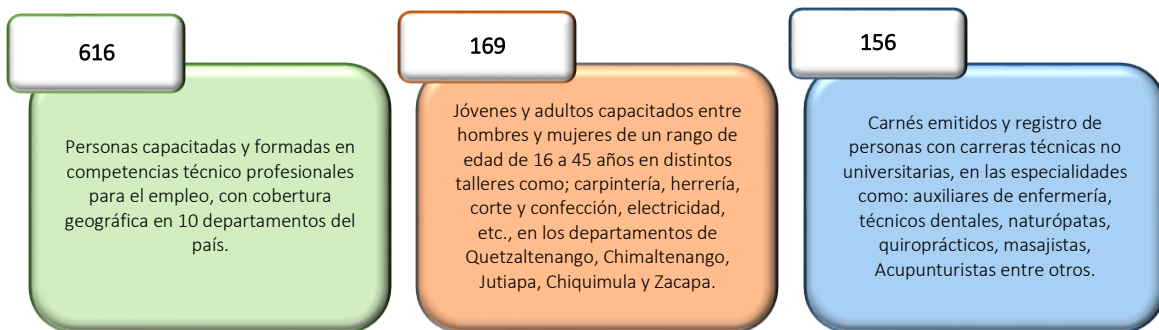 616
Personas capacitadas y formadas en
competencias técnico profesionales
para el empleo, con cobertura
geográfica en 10 departamentos del
país.
169
Jóvenes y adultos capacitados entre
hombres y mujeres de un rango de
edad de 16 a 45 años en distintos
talleres como; carpintería, herrería,
corte y confección, electricidad,
etc., en los departamentos de
Quetzaltenango, Chimaltenango,
Jutiapa, Chiquimula y Zacapa.
156
Carnés emitidos y registro de
personas con carreras técnicas no
universitarias, en las especialidades
como: auxiliares de enfermería,
técnicos dentales, naturópatas,
quiroprácticos, masajistas,
Acupunturistas entre otros.